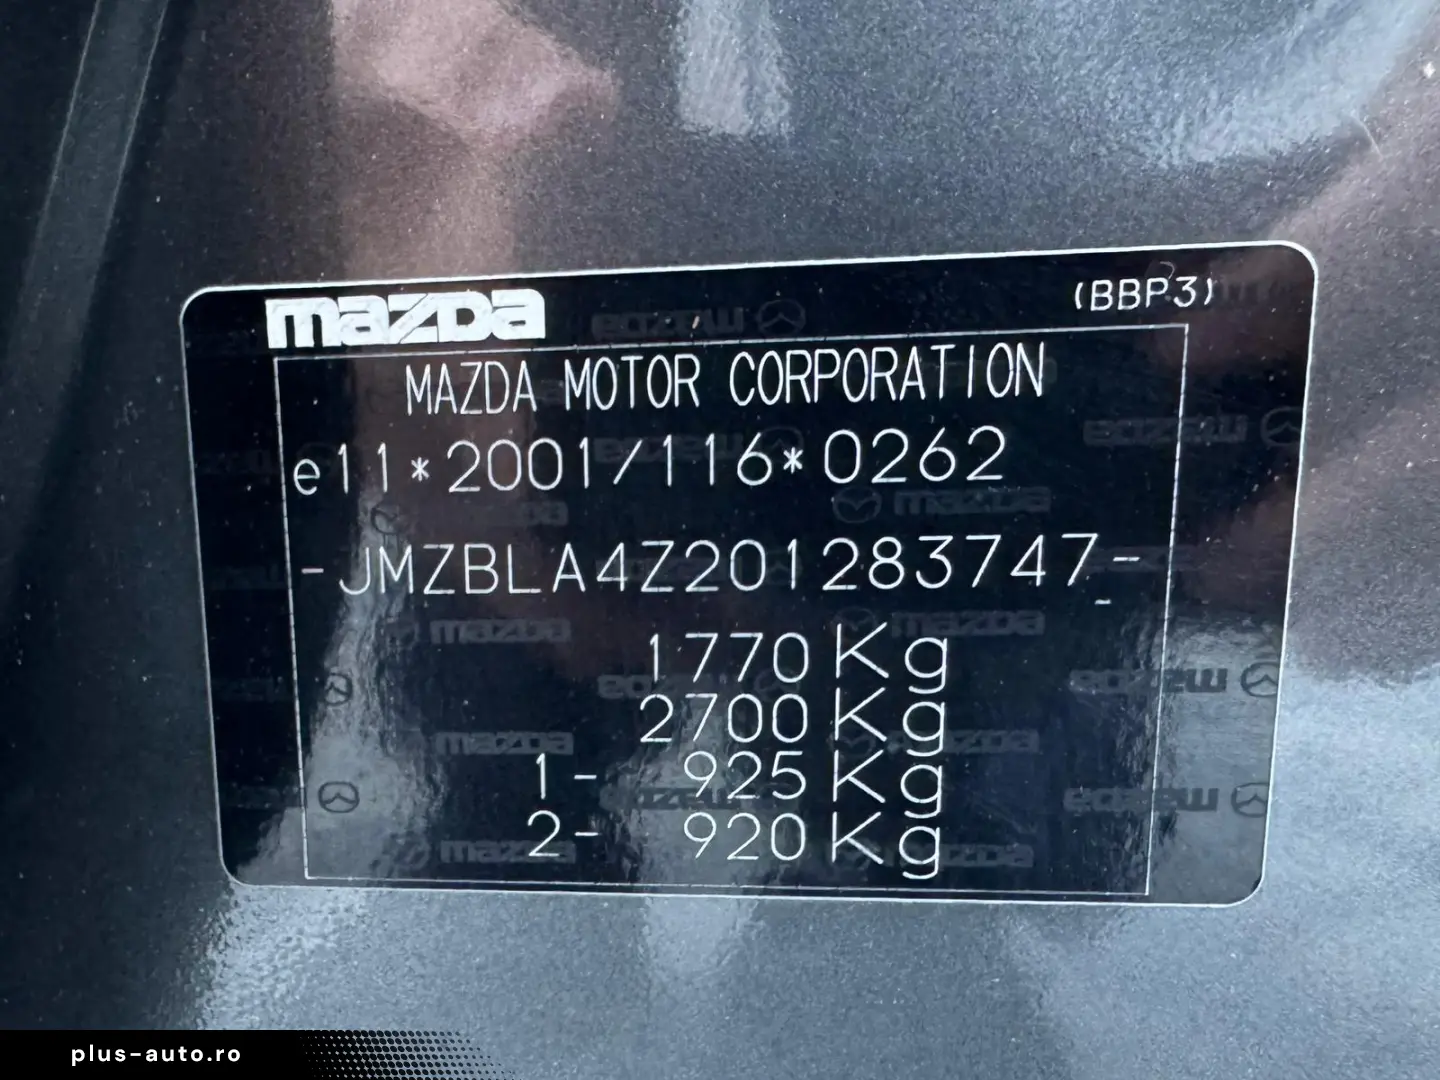 mazda
(BBP3)
MAZDA MOTOR CORPORATION
e11*2001/116*0262
-JMZBLA4Z201283747-
1770Kg
2700Kg
1- 925Kg
2- 920Kg
plus-auto.ro